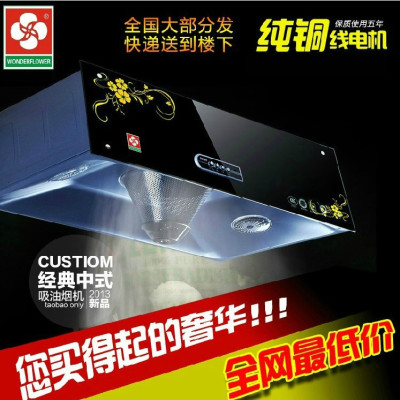 WONDERFLOWER
全国大部分发
快递送到楼下
纯铜线电机
保质使用五年
CUSTIOM
经典中式
吸油烟机
2013
新品
taobao only
您买得起的奢华!!!
全网最低价